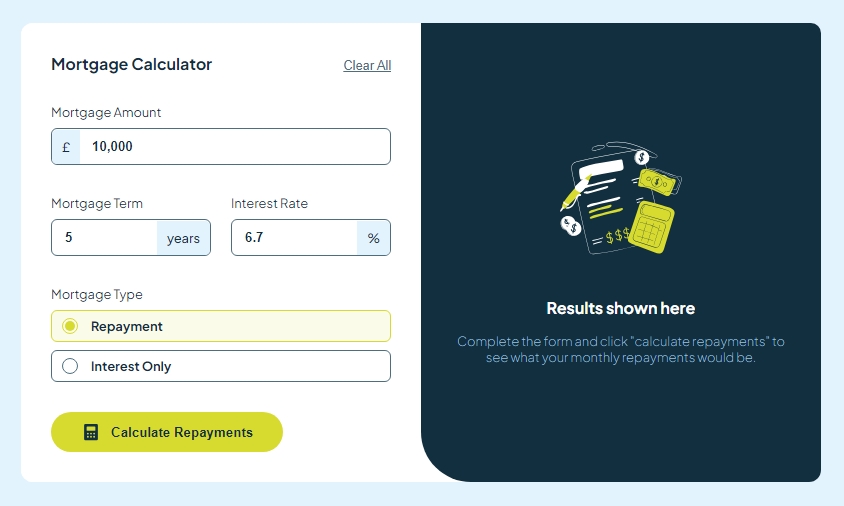 Mortgage Calculator
Clear All
Mortgage Amount
£ 10,000
Mortgage Term
5 years
Interest Rate
6.7 %
Mortgage Type
Repayment
Interest Only
Calculate Repayments
$
$
$
$
$
$$$
Results shown here
Complete the form and click "calculate repayments" to
see what your monthly repayments would be.